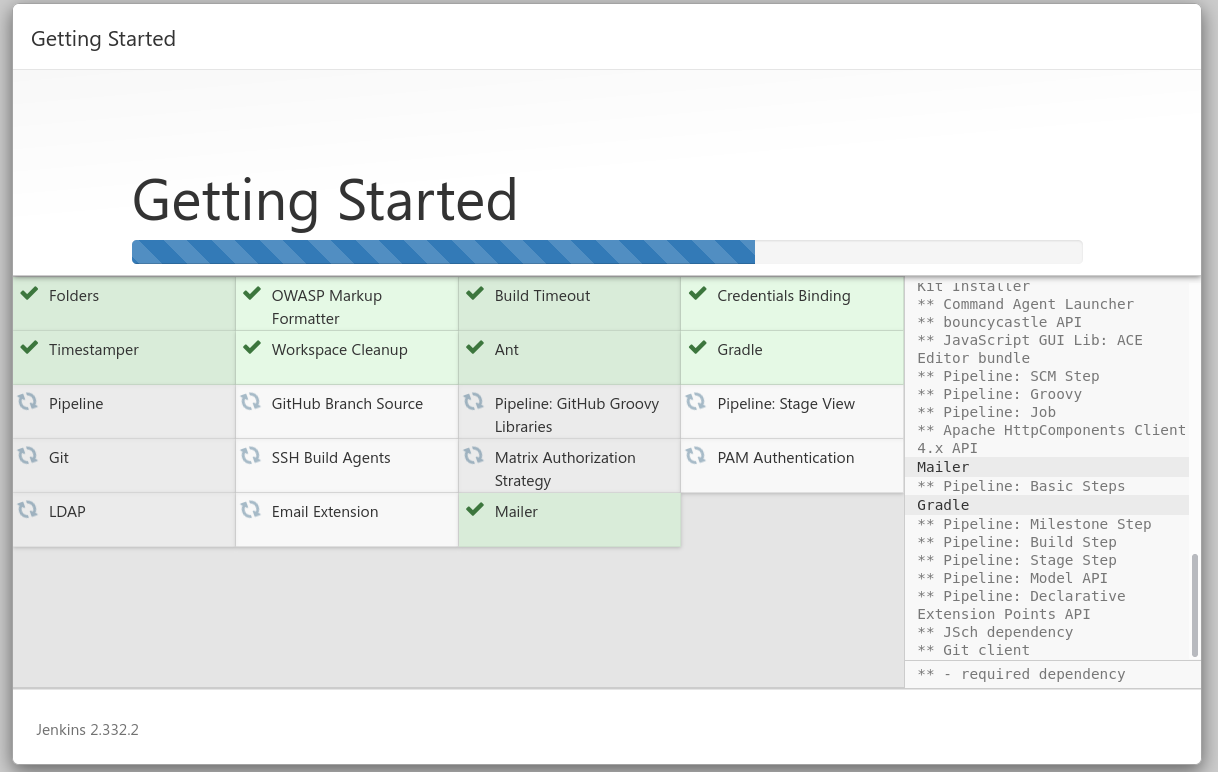 Getting Started
Getting Started
Folders
OWASP Markup
Formatter
Build Timeout
Credentials Binding
Timestamper
Workspace Cleanup
Ant
Gradle
Pipeline
GitHub Branch Source
Pipeline: GitHub Groovy
Libraries
Pipeline: Stage View
Git
SSH Build Agents
Matrix Authorization
Strategy
PAM Authentication
LDAP
Email Extension
Mailer
Kit Installer
** Command Agent Launcher
** bouncycastle API
** JavaScript GUI Lib: ACE
Editor bundle
** Pipeline: SCM Step
** Pipeline: Groovy
** Pipeline: Job
** Apache HttpComponents Client
4.x API
Mailer
** Pipeline: Basic Steps
Gradle
** Pipeline: Milestone Step
** Pipeline: Build Step
** Pipeline: Stage Step
** Pipeline: Model API
** Pipeline: Declarative
Extension Points API
** JSch dependency
** Git client
** - required dependency
Jenkins 2.332.2